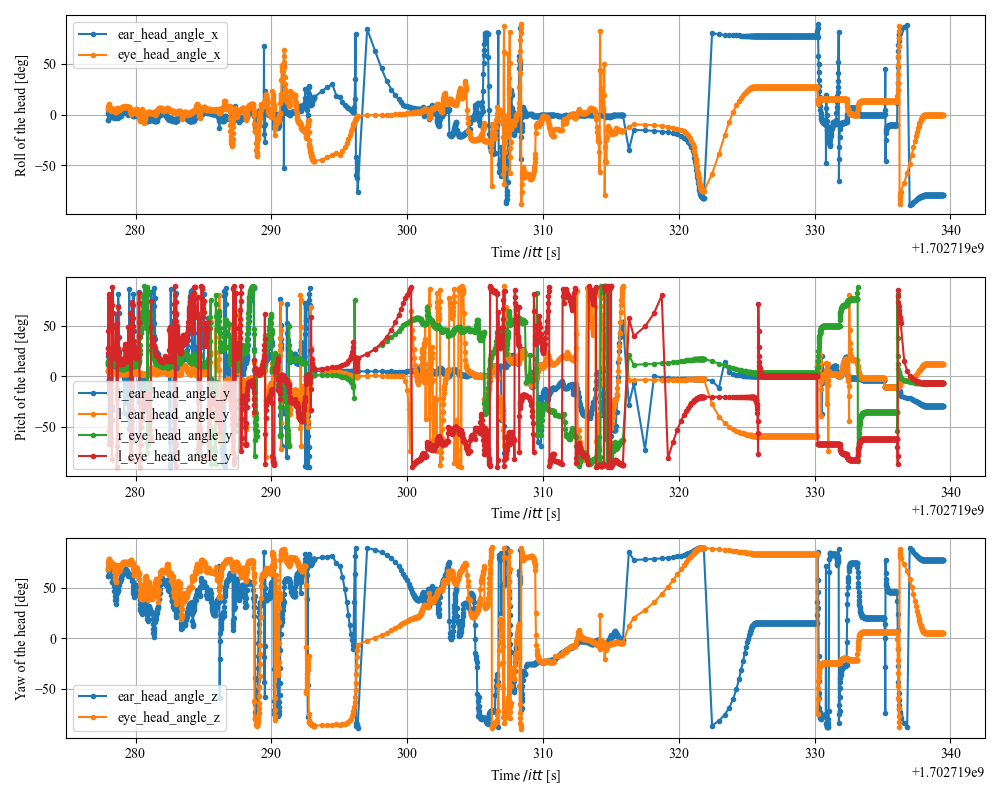 Roll of the head [deg]
50
0
−50
ear_head_angle_x
eye_head_angle_x
280 290 300 310 320 330 340
Time /itt [s]
+1.702719e9
Pitch of the head [deg]
50
0
−50
r_ear_head_angle_y
l_ear_head_angle_y
r_eye_head_angle_y
l_eye_head_angle_y
280 290 300 310 320 330 340
Time /itt [s]
+1.702719e9
Yaw of the head [deg]
50
0
−50
ear_head_angle_z
eye_head_angle_z
280 290 300 310 320 330 340
Time /itt [s]
+1.702719e9